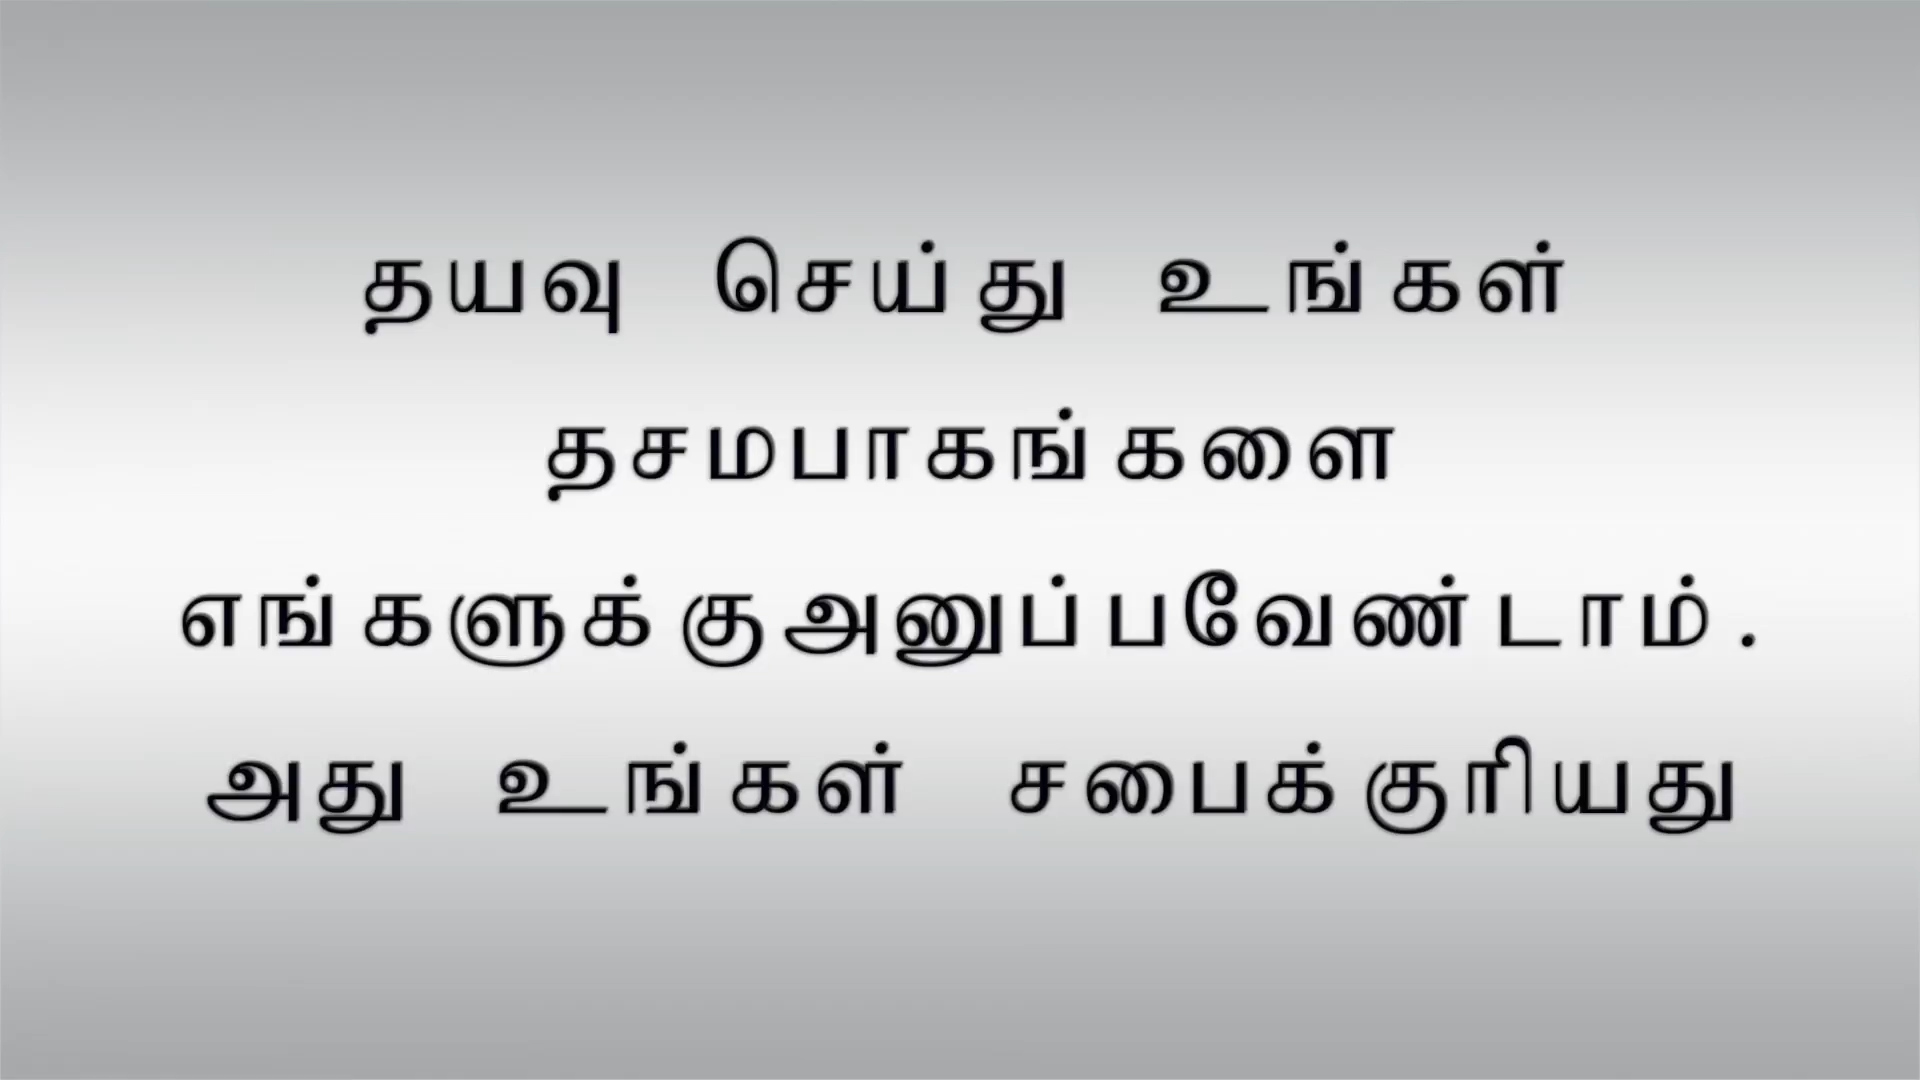 தயவு செய்து உங்கள்
தசமபாகங்களை
எங்களுக்குஅனுப்பவேண்டாம்.
அது உங்கள் சபைக்குரியது